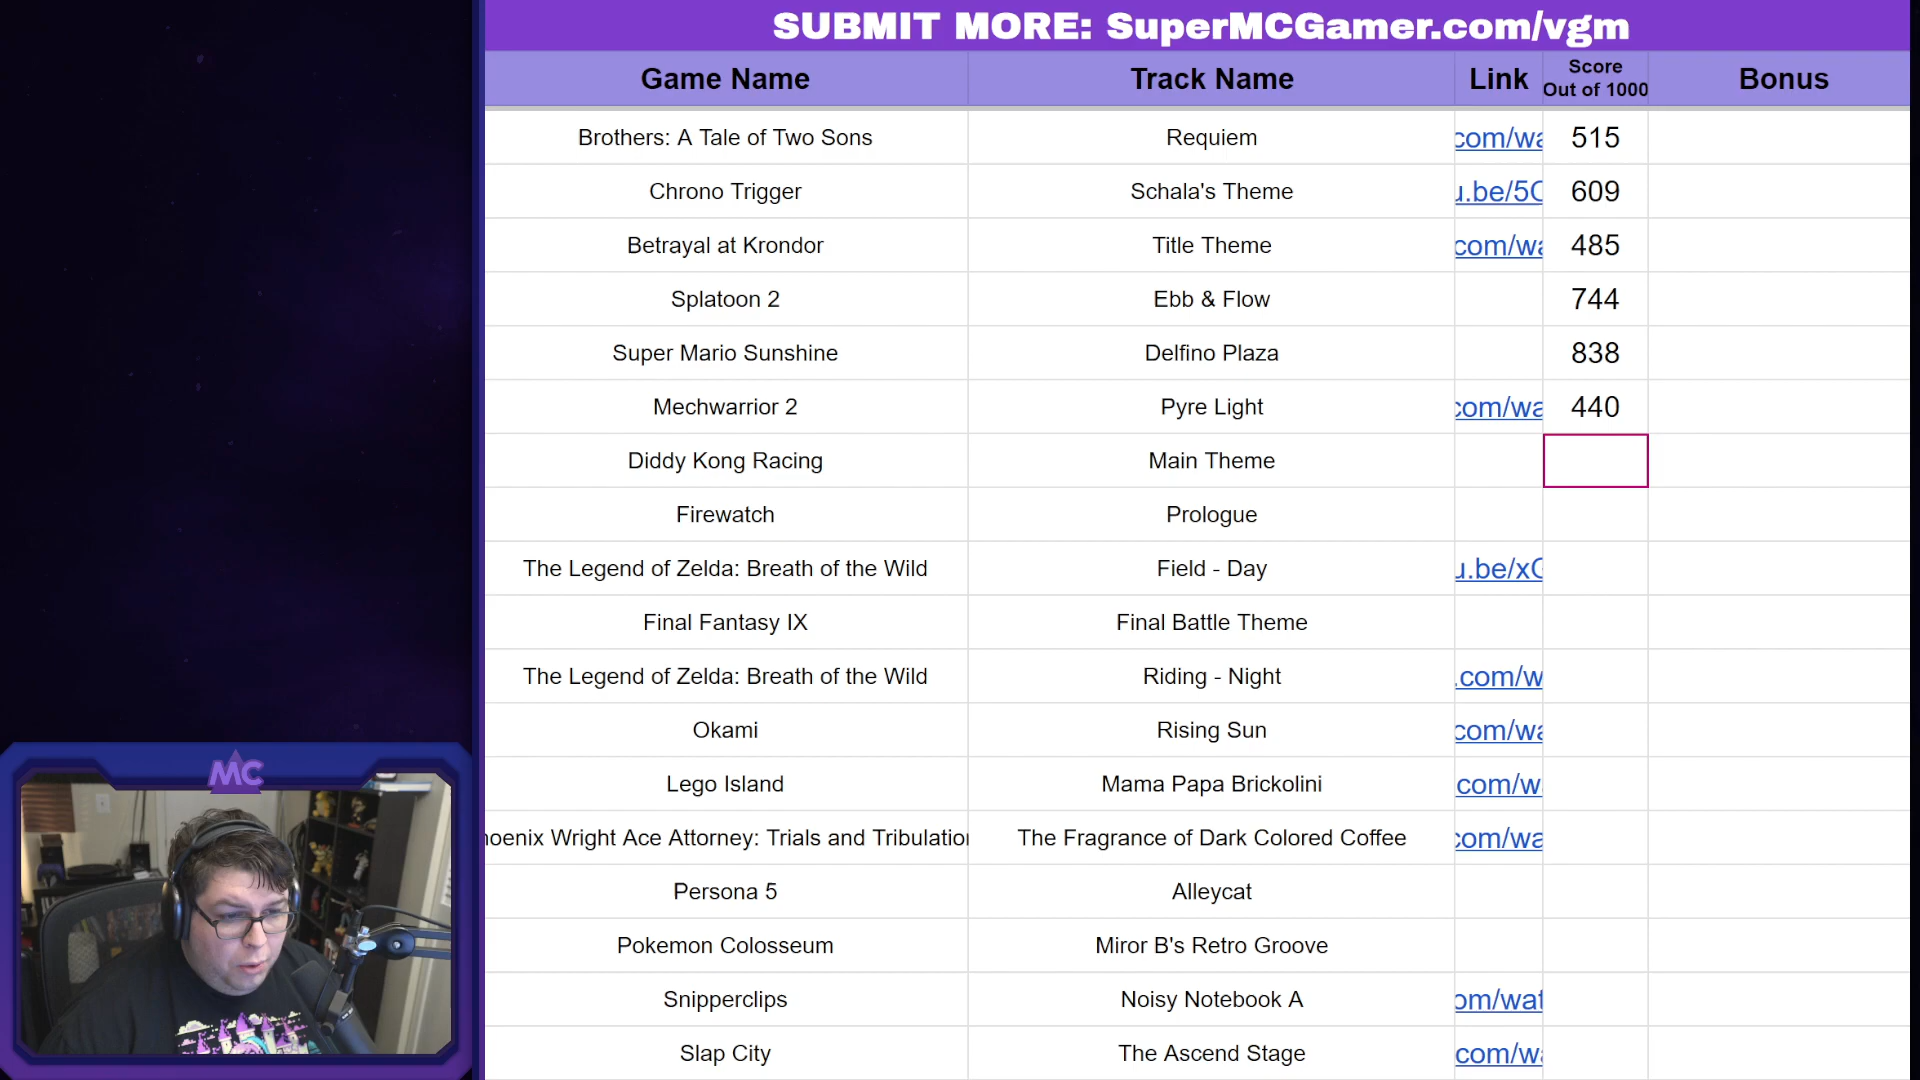 SUBMIT MORE: SuperMCGamer.com/vgm
Game Name Track Name Link Score Out of 1000 Bonus
Brothers: A Tale of Two Sons Requiem com/wa 515
Chrono Trigger Schala's Theme u.be/5 609
Betrayal at Krondor Title Theme com/wa 485
Splatoon 2 Ebb & Flow 744
Super Mario Sunshine Delfino Plaza 838
Mechwarrior 2 Pyre Light com/wa 440
Diddy Kong Racing Main Theme
Firewatch Prologue
The Legend of Zelda: Breath of the Wild Field - Day u.be/x
Final Fantasy IX Final Battle Theme
The Legend of Zelda: Breath of the Wild Riding - Night .com/w
Okami Rising Sun com/wa
Lego Island Mama Papa Brickolini com/w
hoenix Wright Ace Attorney: Trials and Tribulation The Fragrance of Dark Colored Coffee com/wa
Persona 5 Alleycat
Pokemon Colosseum Miror B's Retro Groove
Snipperclips Noisy Notebook A om/wat
Slap City The Ascend Stage com/wa
MC